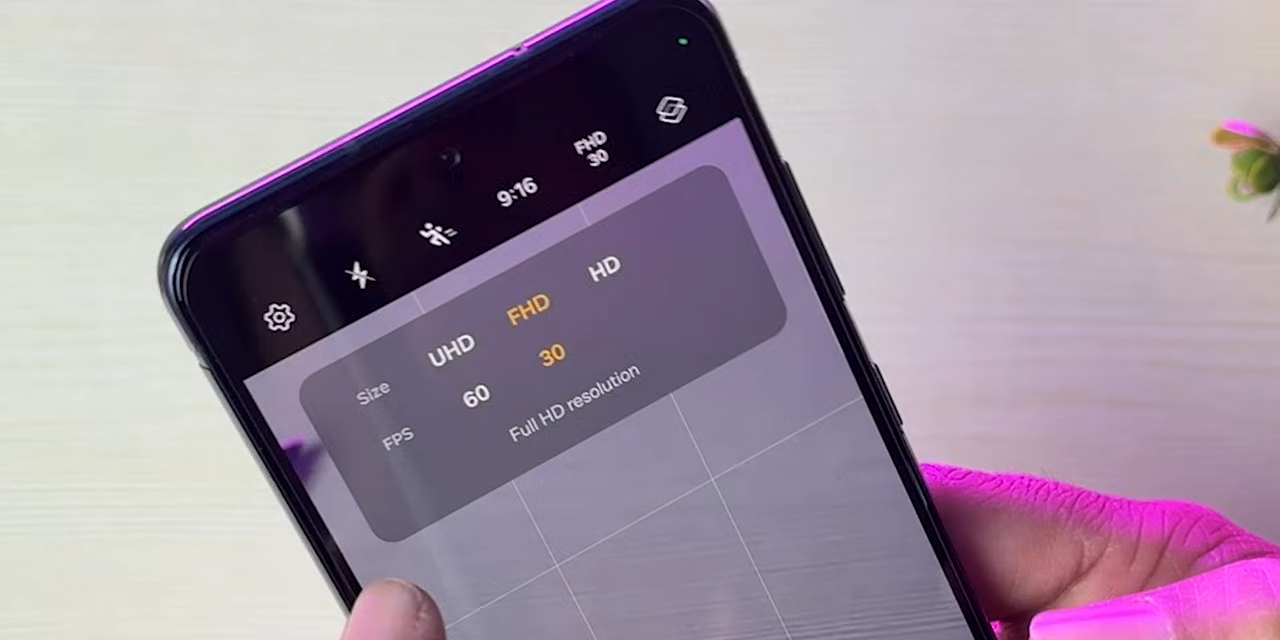 9:16
FHD
30
Size UHD FHD HD
FPS 60 30
Full HD resolution